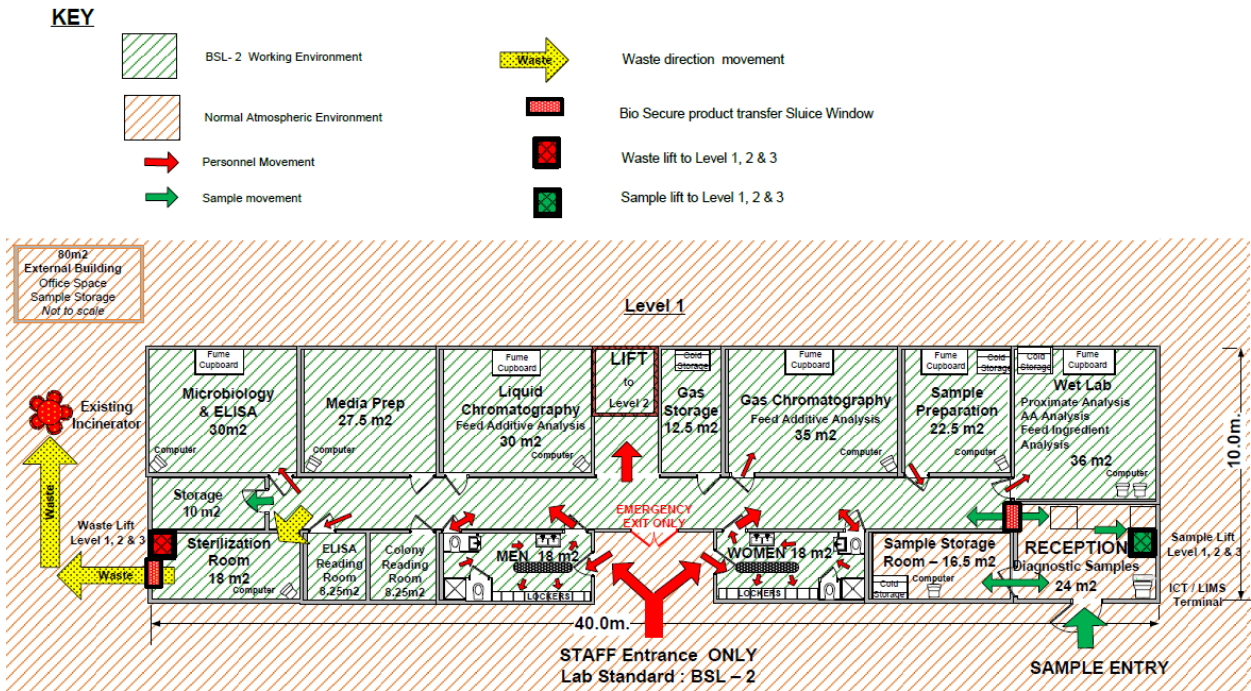 KEY
BSL- 2 Working Environment
Normal Atmospheric Environment
Personnel Movement
Sample movement
Waste
Waste direction movement
Bio Secure product transfer Sluice Window
Waste lift to Level 1, 2 & 3
Sample lift to Level 1, 2 & 3
80m2
External Building
Office Space
Sample Storage
Not to scale
Level 1
Existing
Incinerator
Waste
Waste Lift
Level 1, 2 & 3
Waste
Fume
Cupboard
Microbiology
& ELISA
30m2
Computer
Media Prep
27.5 m2
Computer
Fume
Cupboard
Liquid
Chromatography
Feed Additive Analysis
30 m2
Computer
LIFT
to
Level 2
Cold
Storage
Gas
Storage
12.5 m2
Fume
Cupboard
Gas Chromatography
Feed Additive Analysis
35 m2
Computer
Fume
Cupboard
Cold
Storage
Sample
Preparation
22.5 m2
Computer
Cold
Storage
Fume
Cupboard
Wet Lab
Proximate Analysis
AA Analysis
Feed Ingredient
Analysis
36 m2
Computer
10.0m.
Storage
10 m2
EMERGENCY
EXIT ONLY
Sterilization
Room
18 m2
Computer
ELISA
Reading
Room
8.25m2
Colony
Reading
Room
8.25m2
MEN 18 m2
LOCKERS
WOMEN 18 m2
LOCKERS
Sample Storage
Room – 16.5 m2
Computer
Cold
Storage
RECEPTION
Diagnostic Samples
24 m2
Sample Lift
Level 1, 2 & 3
ICT / LIMS
Terminal
40.0m.
STAFF Entrance ONLY
Lab Standard : BSL – 2
SAMPLE ENTRY